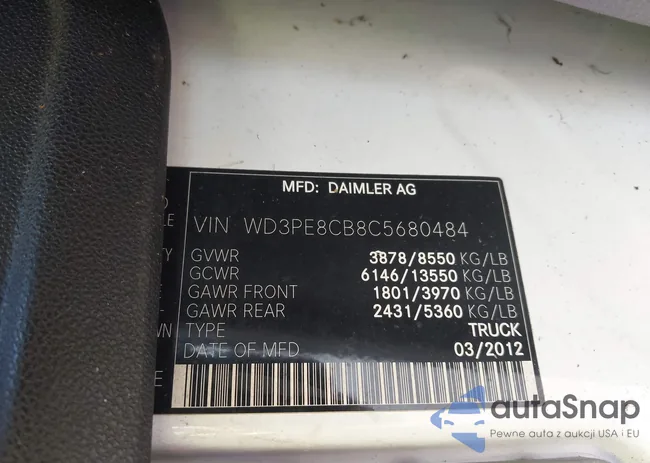 MFD: DAIMLER AG
VIN WD3PE8CB8C5680484
GVWR 3878/8550 KG/LB
GCWR 6146/13550 KG/LB
GAWR FRONT 1801/3970 KG/LB
GAWR REAR 2431/5360 KG/LB
TYPE TRUCK
DATE OF MFD 03/2012
autaSnap
Pewne auta z aukcji USA i EU